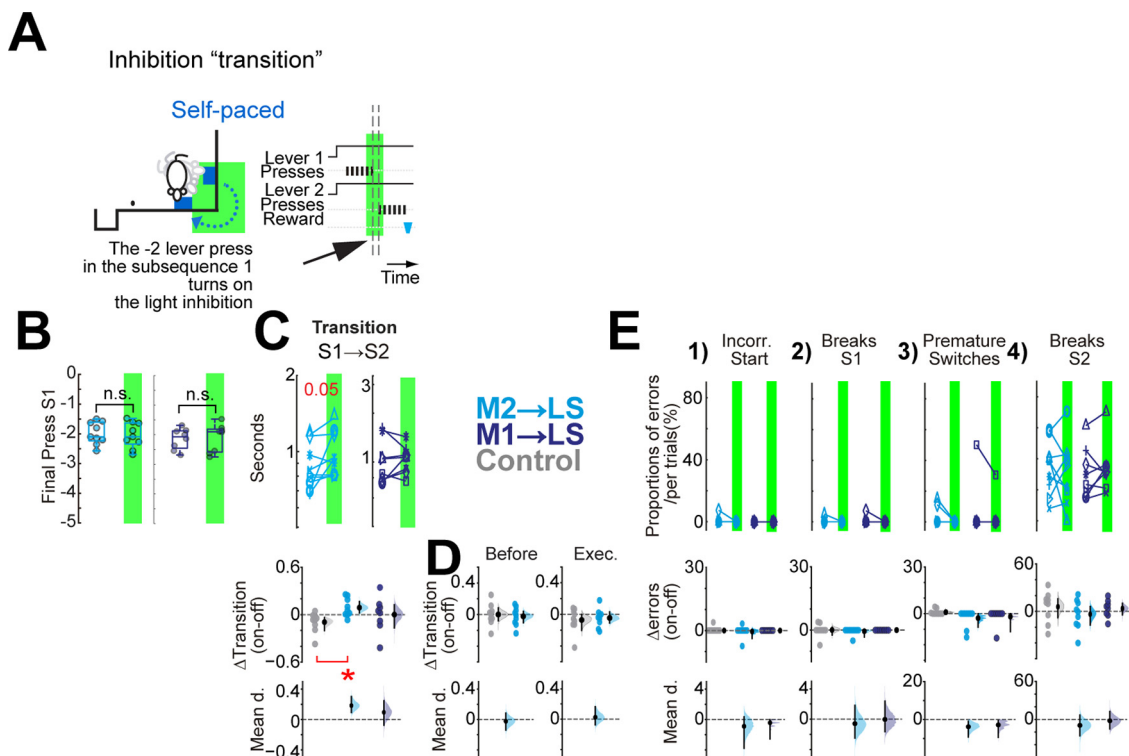 A
Inhibition “transition”
Self-paced
Lever 1
Presses
Lever 2
Presses
Reward
The -2 lever press
in the subsequence 1
turns on
the light inhibition
Time
B
Final Press S1
0
-1
-2
-3
-4
-5
n.s.
n.s.
C
Transition
S1→S2
Seconds
2
1
0.05
3
1
M2→LS
M1→LS
Control
ΔTransition
(on-off)
0.6
0
−0.6
*
Mean d.
0.4
0
−0.4
D
Before
Exec.
ΔTransition
(on-off)
0.6
0
0.6
0
Mean d.
0.4
0
0.4
0
E
1) Incorr.
Start
2) Breaks
S1
3) Premature
Switches
4) Breaks
S2
Proportions of errors
/per trials(%)
80
40
0
Δerrors
(on-off)
30
0
30
0
30
0
60
0
Mean d.
4
0
4
0
20
0
60
0